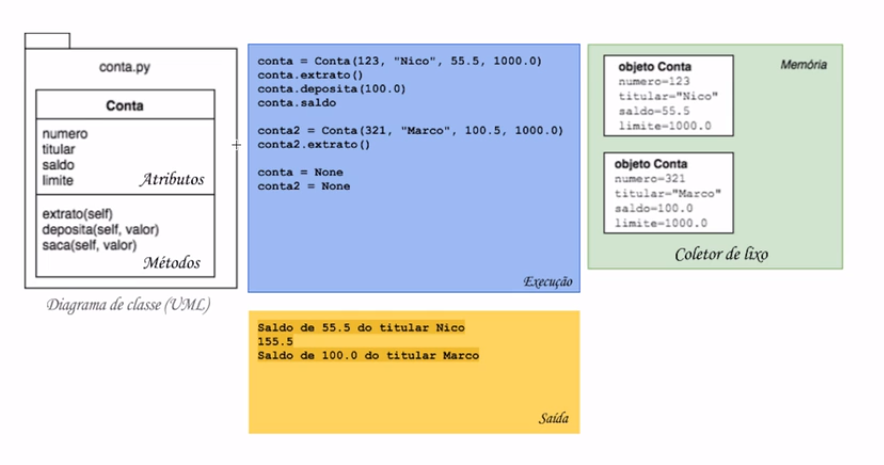 conta.py
Conta
numero
titular
saldo
limite
Atributos
extrato(self)
deposita(self, valor)
saca(self, valor)
Métodos
Diagrama de classe (UML)
conta = Conta(123, "Nico", 55.5, 1000.0)
conta.extrato()
conta.deposita(100.0)
conta.saldo
conta2 = Conta(321, "Marco", 100.5, 1000.0)
conta2.extrato()
conta = None
conta2 = None
Execução
Saldo de 55.5 do titular Nico
155.5
Saldo de 100.0 do titular Marco
Saída
Memória
objeto Conta
numero=123
titular="Nico"
saldo=55.5
limite=1000.0
objeto Conta
numero=321
titular="Marco"
saldo=100.0
limite=1000.0
Coletor de lixo